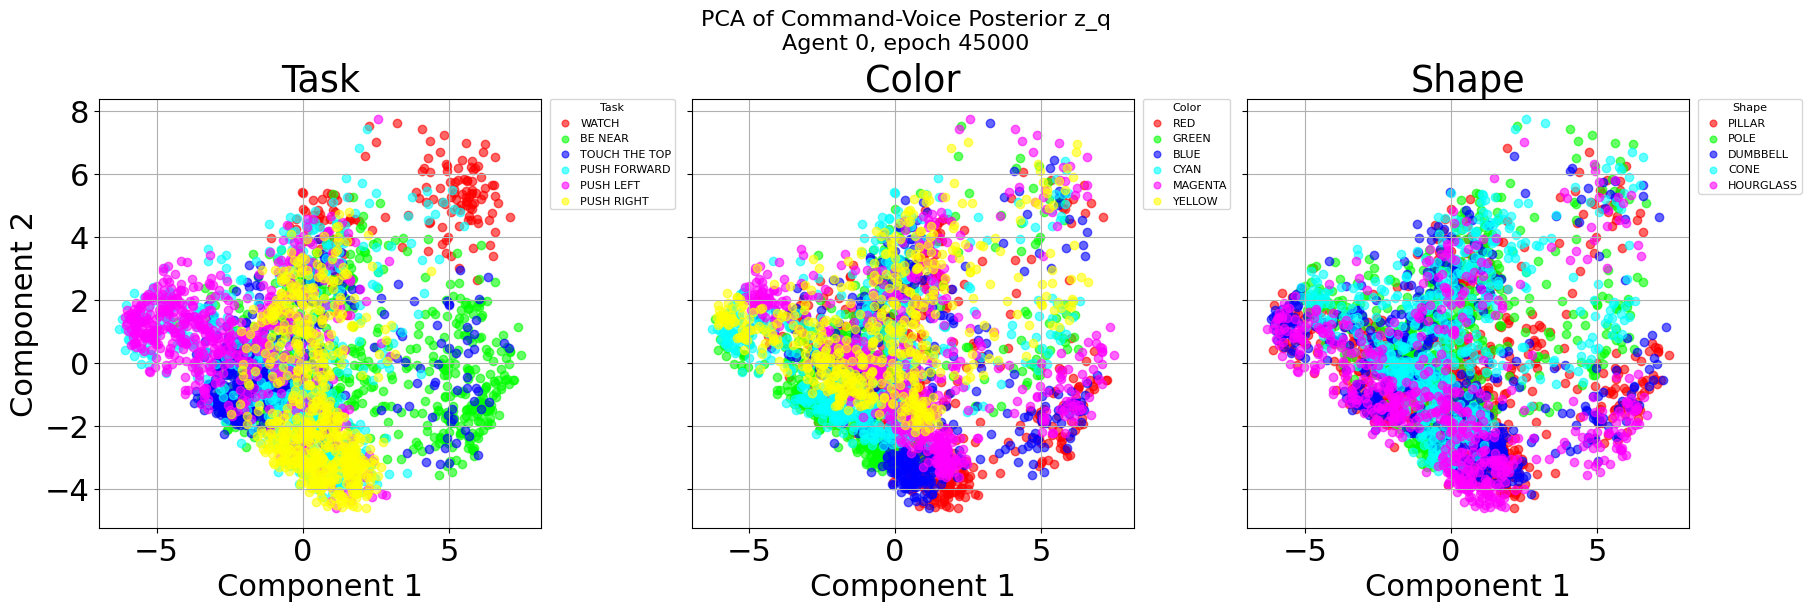 PCA of Command-Voice Posterior z_q
Agent 0, epoch 45000
Task
Component 2
8
6
4
2
0
−2
−4
−5 0 5
Component 1
Task
WATCH
BE NEAR
TOUCH THE TOP
PUSH FORWARD
PUSH LEFT
PUSH RIGHT
Color
−5 0 5
Component 1
Color
RED
GREEN
BLUE
CYAN
MAGENTA
YELLOW
Shape
−5 0 5
Component 1
Shape
PILLAR
POLE
DUMBBELL
CONE
HOURGLASS